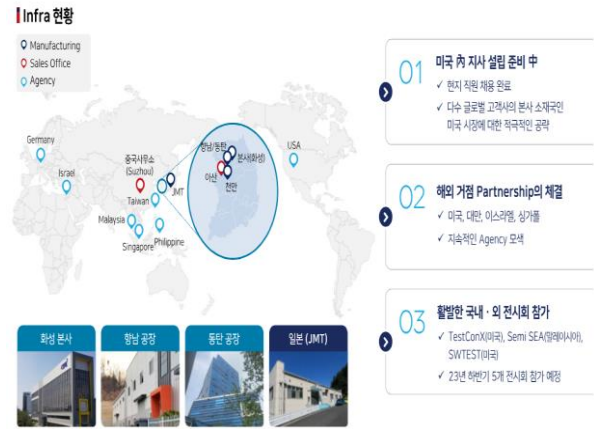 Infra 현황
Manufacturing
Sales Office
Agency
Germany
Israel
중국사무소
(Suzhou)
Taiwan
JMT
Malaysia
Singapore
Philippine
향남/동탄
본사(화성)
아산
천안
USA
화성 본사
향남 공장
동탄 공장
일본 (JMT)
01
미국 內 지사 설립 준비 中
✓ 현지 직원 채용 완료
✓ 다수 글로벌 고객사의 본사 소재국인
미국 시장에 대한 적극적인 공략
02
해외 거점 Partnership의 체결
✓ 미국, 대만, 이스라엘, 싱가폴
✓ 지속적인 Agency 모색
03
활발한 국내 · 외 전시회 참가
✓ TestConX(미국), Semi SEA(말레이시아),
SWTEST(미국)
✓ 23년 하반기 5개 전시회 참가 예정